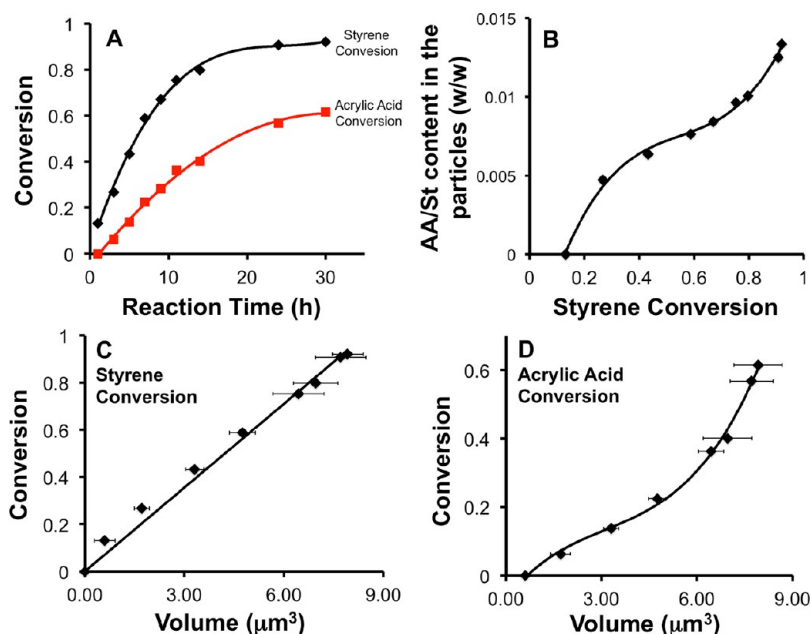 A
Styrene
Convesion
Acrylic Acid
Conversion
Conversion
1
0.8
0.6
0.4
0.2
0
0 10 20 30
Reaction Time (h)
B
AA/St content in the
particles (w/w)
0.015
0.01
0.005
0
0 0.2 0.4 0.6 0.8 1
Styrene Conversion
C
Styrene
Conversion
Conversion
1
0.8
0.6
0.4
0.2
0
0.00 3.00 6.00 9.00
Volume (μm³)
D
Acrylic Acid
Conversion
Conversion
0.6
0.4
0.2
0
0.00 3.00 6.00 9.00
Volume (μm³)